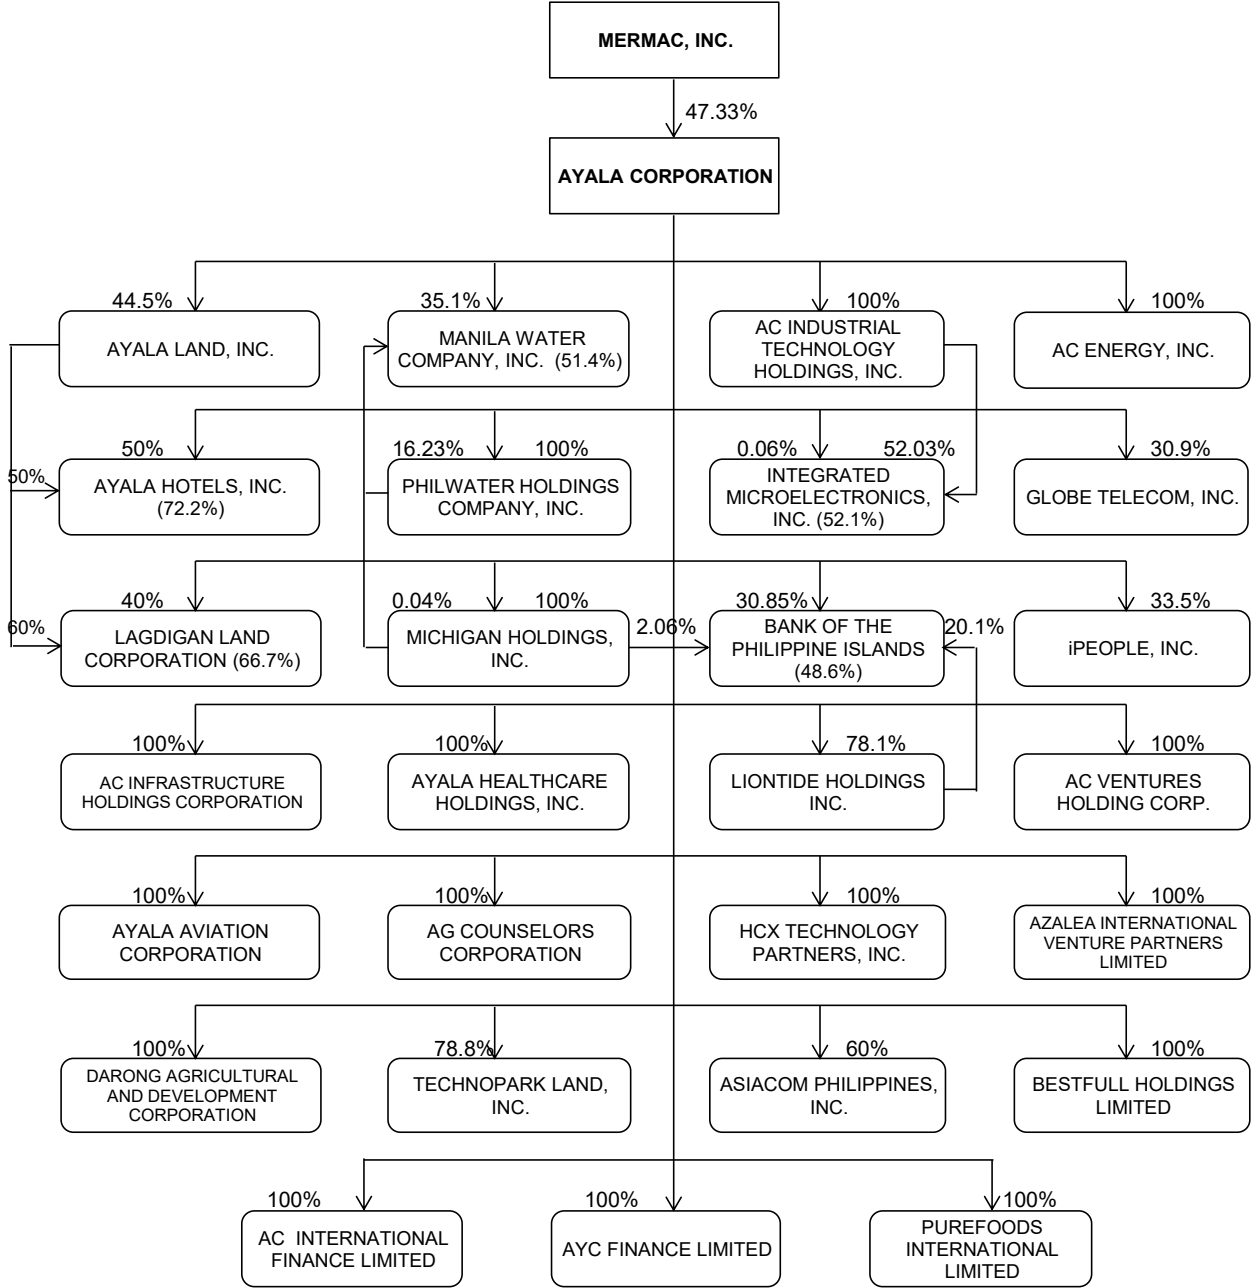 MERMAC, INC.
47.33%
AYALA CORPORATION
44.5%
35.1%
100%
100%
AYALA LAND, INC.
MANILA WATER
COMPANY, INC. (51.4%)
AC INDUSTRIAL
TECHNOLOGY
HOLDINGS, INC.
AC ENERGY, INC.
50%
16.23%
100%
0.06%
52.03%
30.9%
50%
AYALA HOTELS, INC.
(72.2%)
PHILWATER HOLDINGS
COMPANY, INC.
INTEGRATED
MICROELECTRONICS,
INC. (52.1%)
GLOBE TELECOM, INC.
40%
0.04%
100%
30.85%
33.5%
60%
LAGDIGAN LAND
CORPORATION (66.7%)
MICHIGAN HOLDINGS,
INC.
2.06%
BANK OF THE
PHILIPPINE ISLANDS
(48.6%)
20.1%
iPEOPLE, INC.
100%
100%
78.1%
100%
AC INFRASTRUCTURE
HOLDINGS CORPORATION
AYALA HEALTHCARE
HOLDINGS, INC.
LIONTIDE HOLDINGS
INC.
AC VENTURES
HOLDING CORP.
100%
100%
100%
100%
AYALA AVIATION
CORPORATION
AG COUNSELORS
CORPORATION
HCX TECHNOLOGY
PARTNERS, INC.
AZALEA INTERNATIONAL
VENTURE PARTNERS
LIMITED
100%
78.8%
60%
100%
DARONG AGRICULTURAL
AND DEVELOPMENT
CORPORATION
TECHNOPARK LAND,
INC.
ASIACOM PHILIPPINES,
INC.
BESTFULL HOLDINGS
LIMITED
100%
100%
100%
AC INTERNATIONAL
FINANCE LIMITED
AYC FINANCE LIMITED
PUREFOODS
INTERNATIONAL
LIMITED